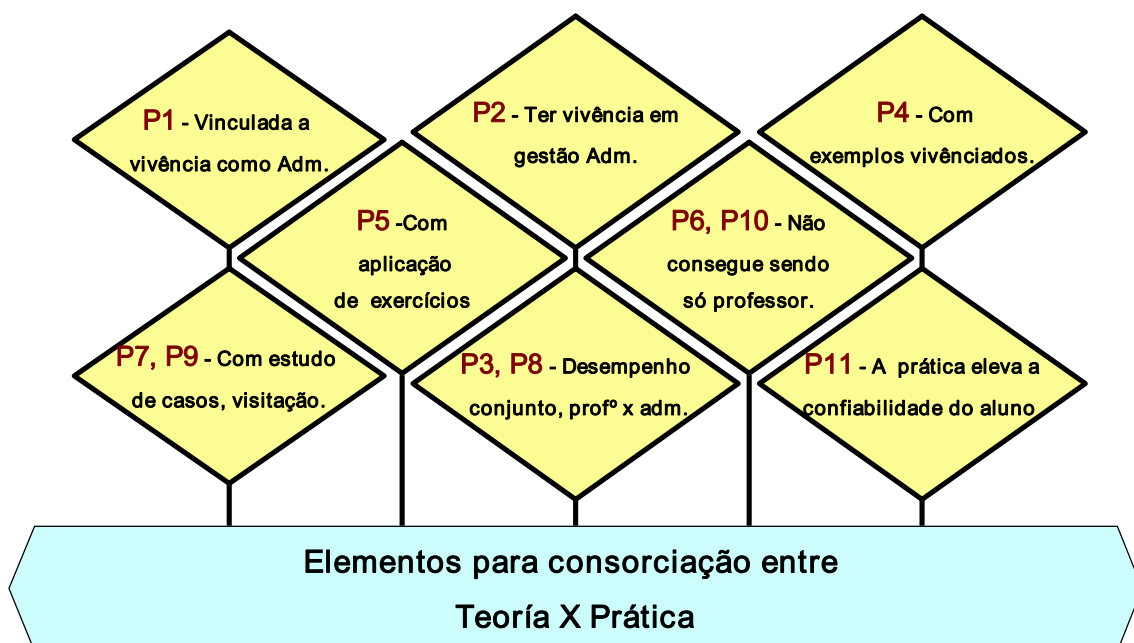 P1 - Vinculada a
vivência como Adm.
P2 - Ter vivência em
gestão Adm.
P4 - Com
exemplos vivênciados.
P5 -Com
aplicação
de exercícios
P6, P10 - Não
consegue sendo
só professor.
P7, P9 - Com estudo
de casos, visitação.
P3, P8 - Desempenho
conjunto, profº x adm.
P11 - A prática eleva a
confiabilidade do aluno
Elementos para consorciação entre
Teoría X Prática